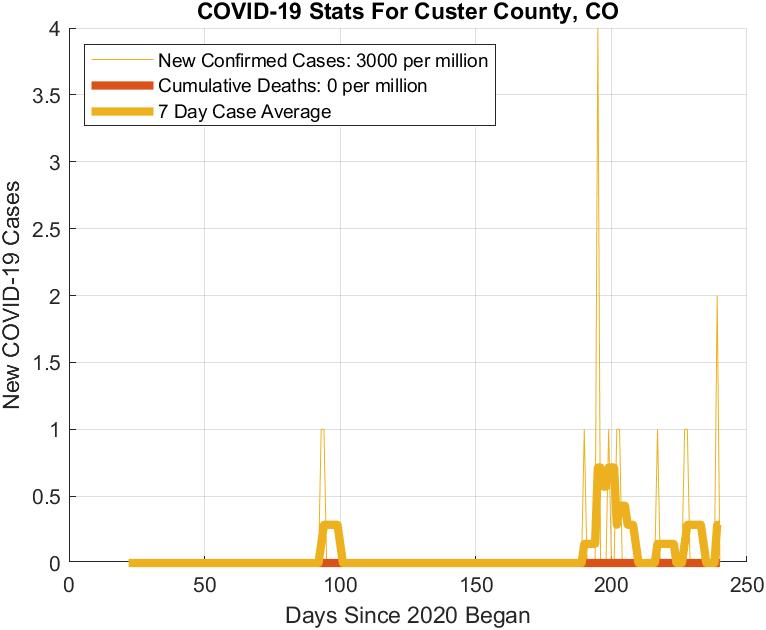 COVID-19 Stats For Custer County, CO
New Confirmed Cases: 3000 per million
Cumulative Deaths: 0 per million
7 Day Case Average
New COVID-19 Cases
4
3.5
3
2.5
2
1.5
1
0.5
0
0 50 100 150 200 250
Days Since 2020 Began